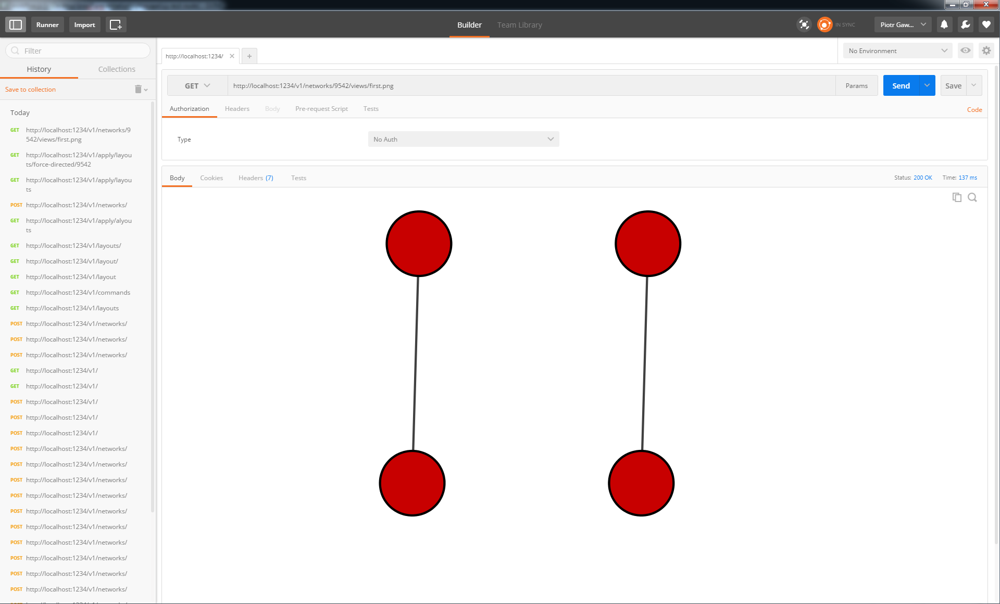 Runner
Import
Builder
Team Library
IN SYNC
Piotr Gaw...
Filter
History
Collections
Save to collection
Today
GET http://localhost:1234/v1/networks/9
542/views/first.png
GET http://localhost:1234/v1/apply/layou
ts/force-directed/9542
GET http://localhost:1234/v1/apply/layou
ts
POST http://localhost:1234/v1/networks/
GET http://localhost:1234/v1/apply/alyou
ts
GET http://localhost:1234/v1/layouts/
GET http://localhost:1234/v1/layout/
GET http://localhost:1234/v1/layout
GET http://localhost:1234/v1/commands
GET http://localhost:1234/v1/layouts
POST http://localhost:1234/v1/networks/
POST http://localhost:1234/v1/networks/
POST http://localhost:1234/v1/networks/
GET http://localhost:1234/v1/
GET http://localhost:1234/v1/
POST http://localhost:1234/v1/
POST http://localhost:1234/v1/
POST http://localhost:1234/v1/
POST http://localhost:1234/v1/networks/
POST http://localhost:1234/v1/networks/
POST http://localhost:1234/v1/networks/
POST http://localhost:1234/v1/networks/
POST http://localhost:1234/v1/networks/
POST http://localhost:1234/v1/networks/
POST http://localhost:1234/v1/networks/
POST http://localhost:1234/v1/networks/
POST http://localhost:1234/v1/networks/
POST http://localhost:1234/v1/networks/
http://localhost:1234/
No Environment
GET
http://localhost:1234/v1/networks/9542/views/first.png
Params
Send
Save
Authorization
Headers
Body
Pre-request Script
Tests
Code
Type
No Auth
Body
Cookies
Headers (7)
Tests
Status: 200 OK
Time: 137 ms